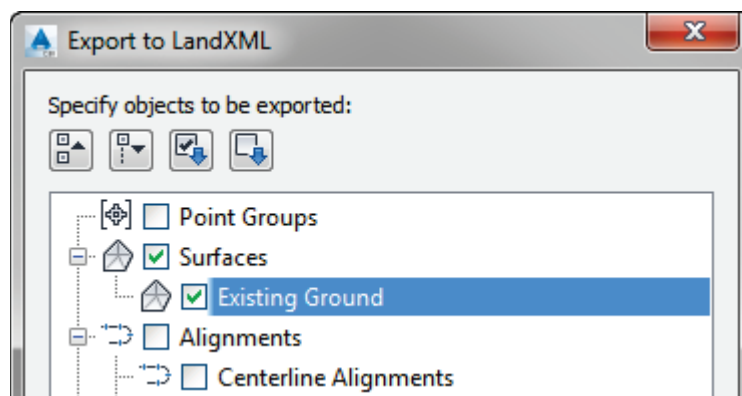 Export to LandXML
Specify objects to be exported:
Point Groups
Surfaces
Existing Ground
Alignments
Centerline Alignments